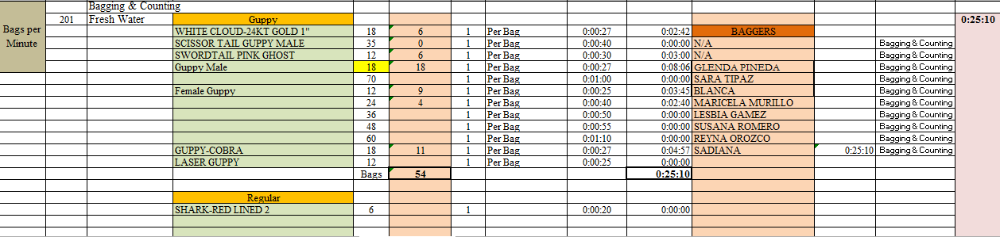 Bagging & Counting
201 Fresh Water Guppy 0:25:10
Bags per Minute
WHITE CLOUD-24KT GOLD 1" 18 6 1 Per Bag 0:00:27 0:02:42 BAGGERS
SCISSOR TAIL GUPPY MALE 35 0 1 Per Bag 0:00:40 0:00:00 N/A Bagging & Counting
SWORDTAIL PINK GHOST 12 6 1 Per Bag 0:00:30 0:03:00 N/A Bagging & Counting
Guppy Male 18 18 1 Per Bag 0:00:27 0:08:06 GLENDA PINEDA Bagging & Counting
70 1 Per Bag 0:01:00 0:00:00 SARA TIPAZ Bagging & Counting
Female Guppy 12 9 1 Per Bag 0:00:25 0:03:45 BLANCA Bagging & Counting
24 4 1 Per Bag 0:00:40 0:02:40 MARICELA MURILLO Bagging & Counting
36 1 Per Bag 0:00:50 0:00:00 LESBIA GAMEZ Bagging & Counting
48 1 Per Bag 0:00:55 0:00:00 SUSANA ROMERO Bagging & Counting
60 1 Per Bag 0:01:10 0:00:00 REYNA OROZCO Bagging & Counting
GUPPY-COBRA 18 11 1 Per Bag 0:00:27 0:04:57 SADIANA 0:25:10 Bagging & Counting
LASER GUPPY 12 1 Per Bag 0:00:25 0:00:00
Bags 54 0:25:10
Regular
SHARK-RED LINED 2 6 1 0:00:20 0:00:00